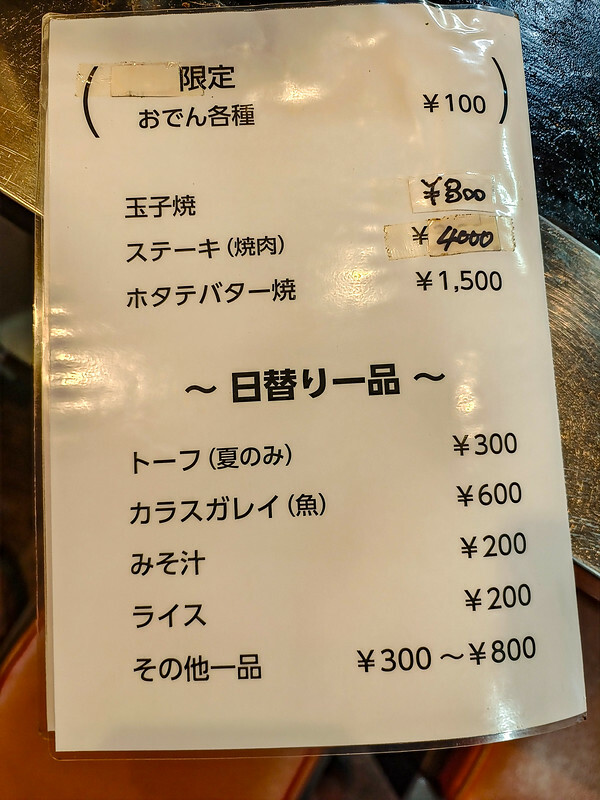 限定
おでん各種 ¥100
玉子焼 ¥800
ステーキ(焼肉) ¥4000
ホタテバター焼 ¥1,500
~ 日替り一品 ~
トーフ(夏のみ) ¥300
カラスガレイ(魚) ¥600
みそ汁 ¥200
ライス ¥200
その他一品 ¥300~¥800